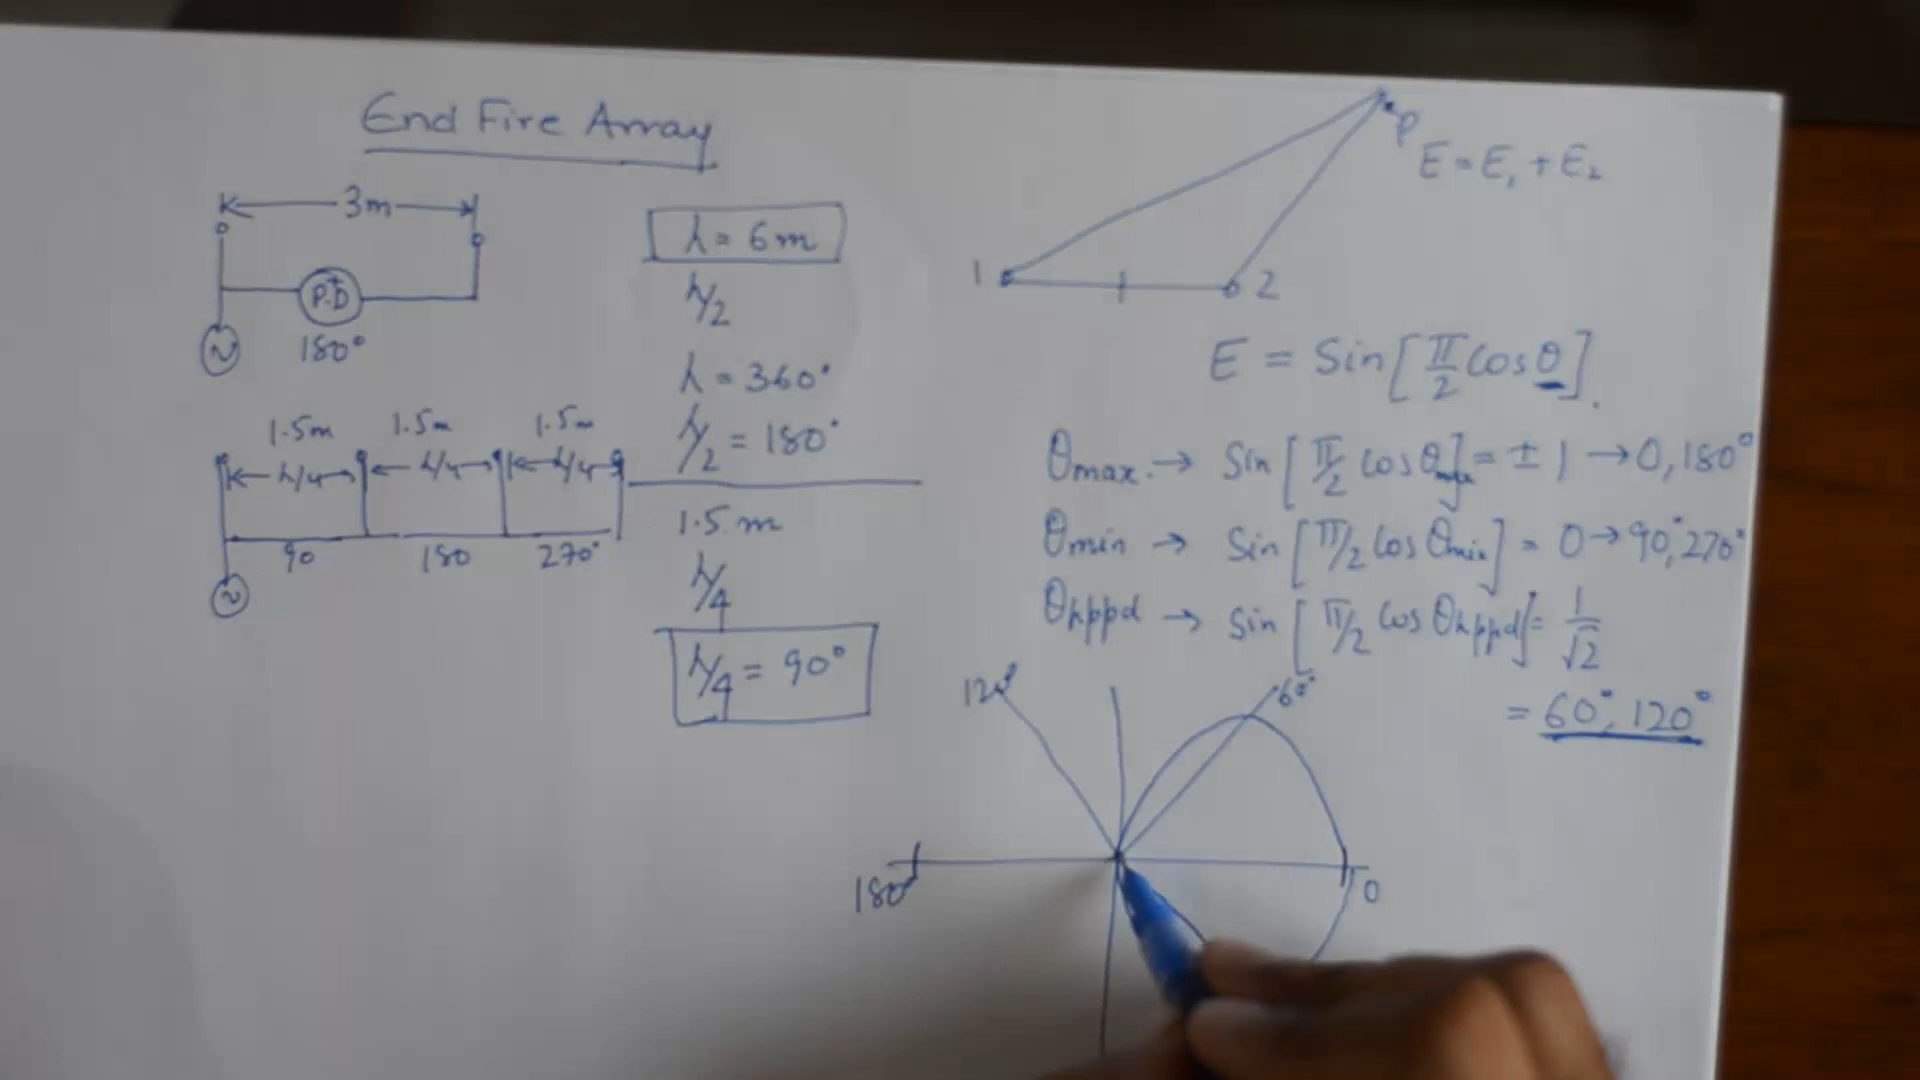 End Fire Array
3m
P.D
180°
~
1.5m 1.5m 1.5m
λ/4 λ/4 λ/4
90 180 270°
~
λ = 6m
λ/2
λ = 360°
λ/2 = 180°
1.5 m
λ/4
λ/4 = 90°
P
E = E₁ + E₂
1 2
E = Sin[π/2 cos θ].
θmax. → Sin[π/2 cos θmax] = ± 1 → 0, 180°
θmin → Sin[π/2 Cos θmin] = 0 → 90°, 270°
θhppd → Sin[π/2 Cos θhppd] = 1/√2
= 60°, 120°
60°
180 0